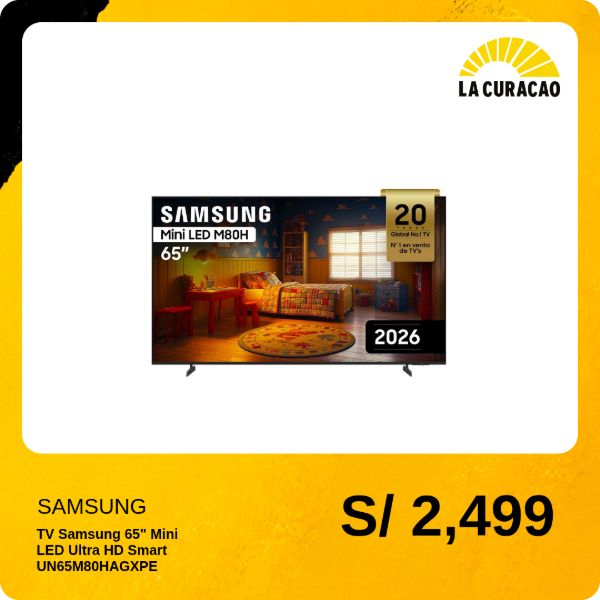 LA CURACAO
SAMSUNG
Mini LED M80H
65"
20
YEARS
Global No.1 TV
N° 1 en venta
de TV's
2026
SAMSUNG
TV Samsung 65" Mini
LED Ultra HD Smart
UN65M80HAGXPE
S/ 2,499